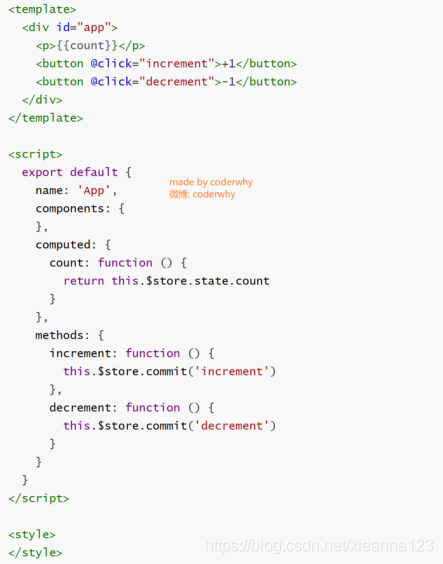 <template>
  <div id="app">
    <p>{{count}}</p>
    <button @click="increment">+1</button>
    <button @click="decrement">-1</button>
  </div>
</template>

<script>
  export default {
    name: 'App',
    components: {
    },
    computed: {
      count: function () {
        return this.$store.state.count
      }
    },
    methods: {
      increment: function () {
        this.$store.commit('increment')
      },
      decrement: function () {
        this.$store.commit('decrement')
      }
    }
  }
</script>

<style>
</style>
made by coderwhy
微博: coderwhy
https://blog.csdn.net/xieanna123